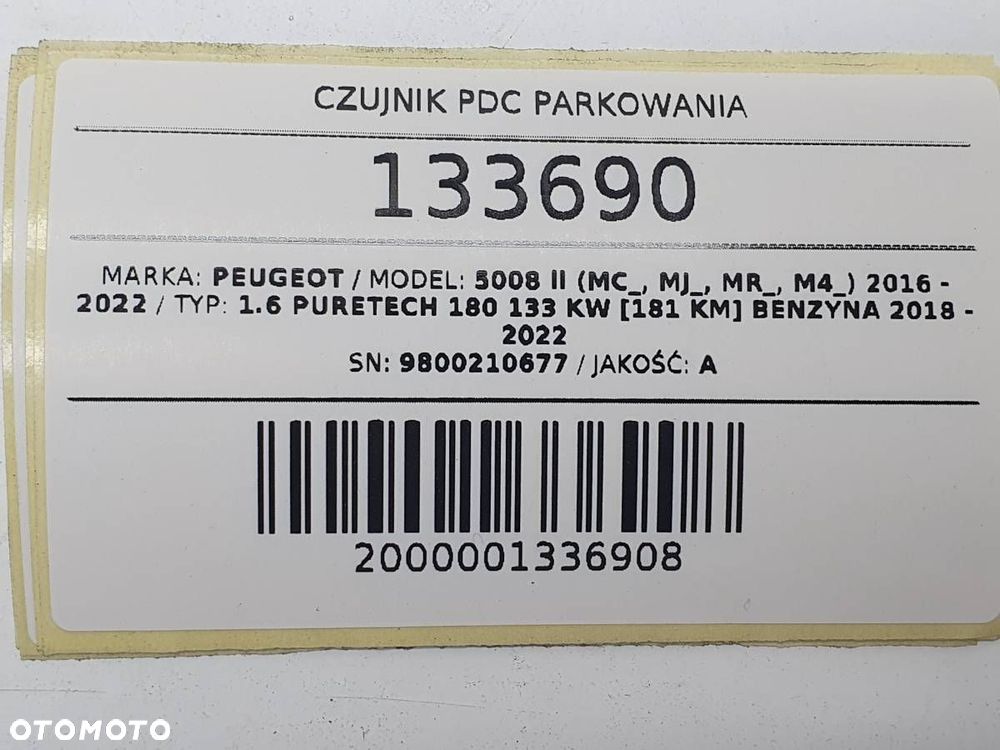 CZUJNIK PDC PARKOWANIA
133690
MARKA: PEUGEOT / MODEL: 5008 II (MC_, MJ_, MR_, M4_) 2016 -
2022 / TYP: 1.6 PURETECH 180 133 KW [181 KM] BENZYNA 2018 -
2022
SN: 9800210677 / JAKOŚĆ: A
2000001336908
OTOMOTO